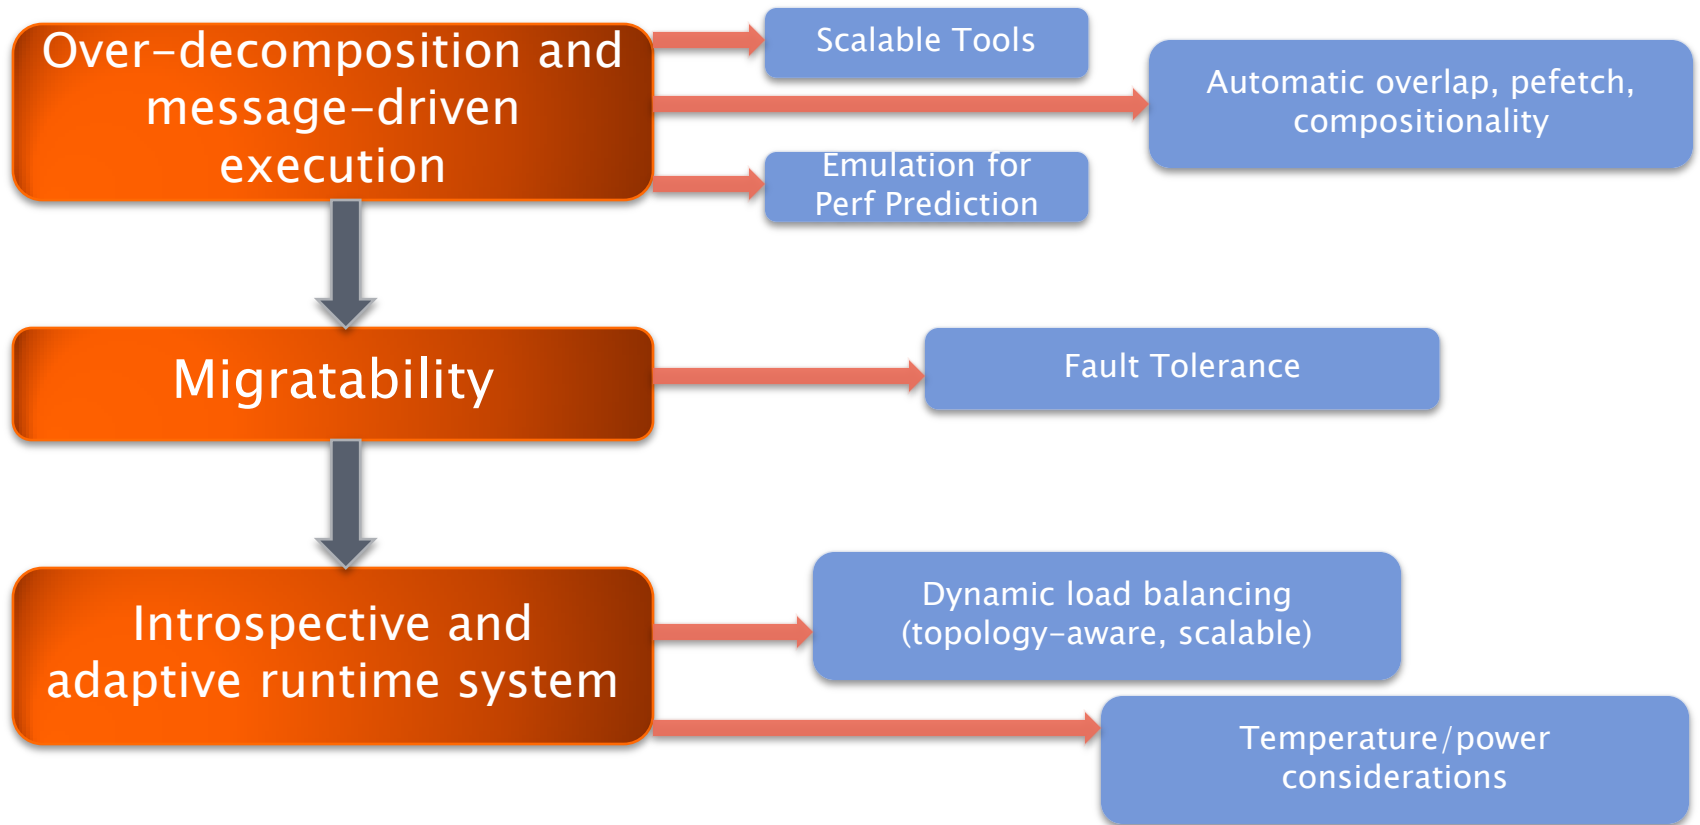 Over-decomposition and
message-driven
execution
Scalable Tools
Automatic overlap, pefetch,
compositionality
Emulation for
Perf Prediction
Migratability
Fault Tolerance
Introspective and
adaptive runtime system
Dynamic load balancing
(topology-aware, scalable)
Temperature/power
considerations